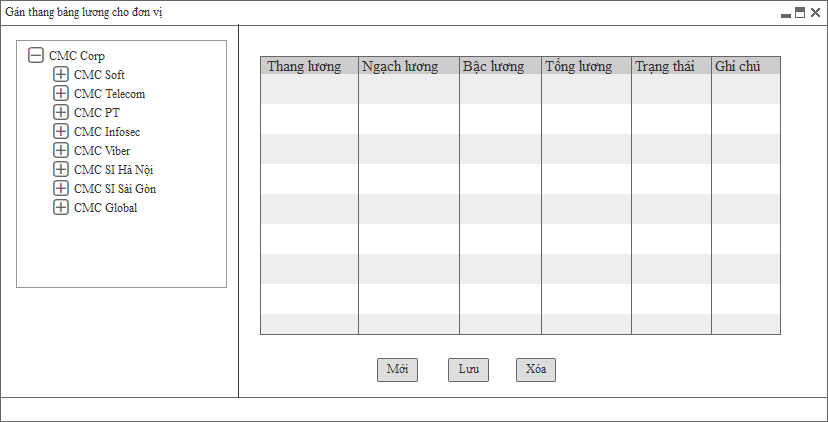 Gán thang bảng lương cho đơn vị
CMC Corp
CMC Soft
CMC Telecom
CMC PT
CMC Infosec
CMC Viber
CMC SI Hà Nội
CMC SI Sài Gòn
CMC Global
Thang lương Ngạch lương Bậc lương Tổng lương Trạng thái Ghi chú
Mới Lưu Xóa